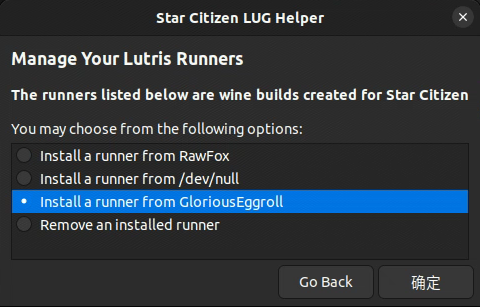 Star Citizen LUG Helper
Manage Your Lutris Runners
The runners listed below are wine builds created for Star Citizen
You may choose from the following options:
Install a runner from RawFox
Install a runner from /dev/null
Install a runner from GloriousEggroll
Remove an installed runner
Go Back
确定